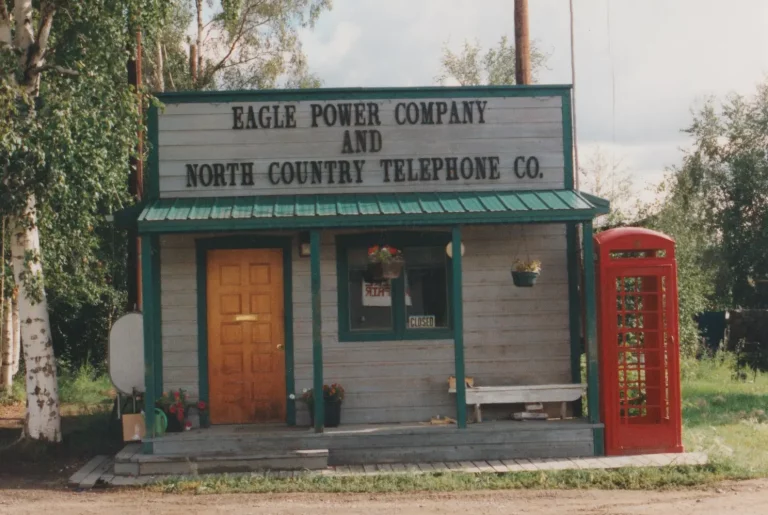 EAGLE POWER COMPANY
AND
NORTH COUNTRY TELEPHONE CO.
CLOSED